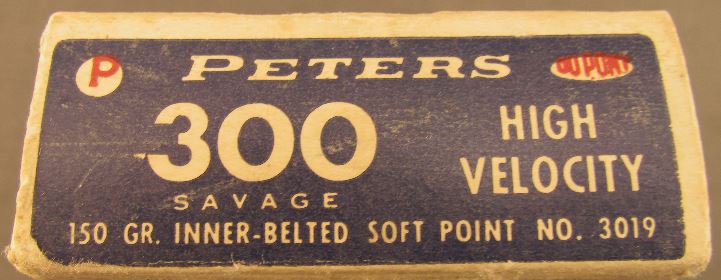 P PETERS DU PONT
300 HIGH
SAVAGE VELOCITY
150 GR. INNER-BELTED SOFT POINT NO. 3019